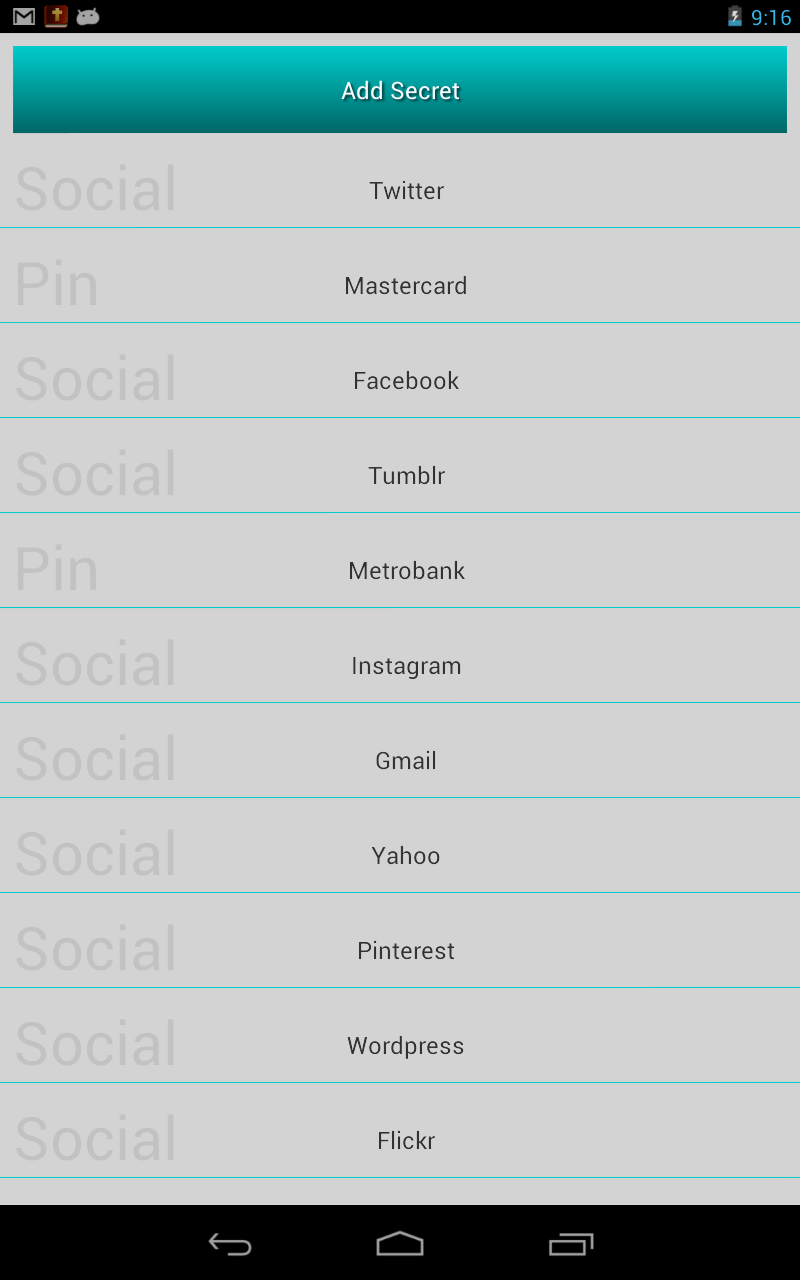 9:16
Add Secret
Social Twitter
Pin Mastercard
Social Facebook
Social Tumblr
Pin Metrobank
Social Instagram
Social Gmail
Social Yahoo
Social Pinterest
Social Wordpress
Social Flickr